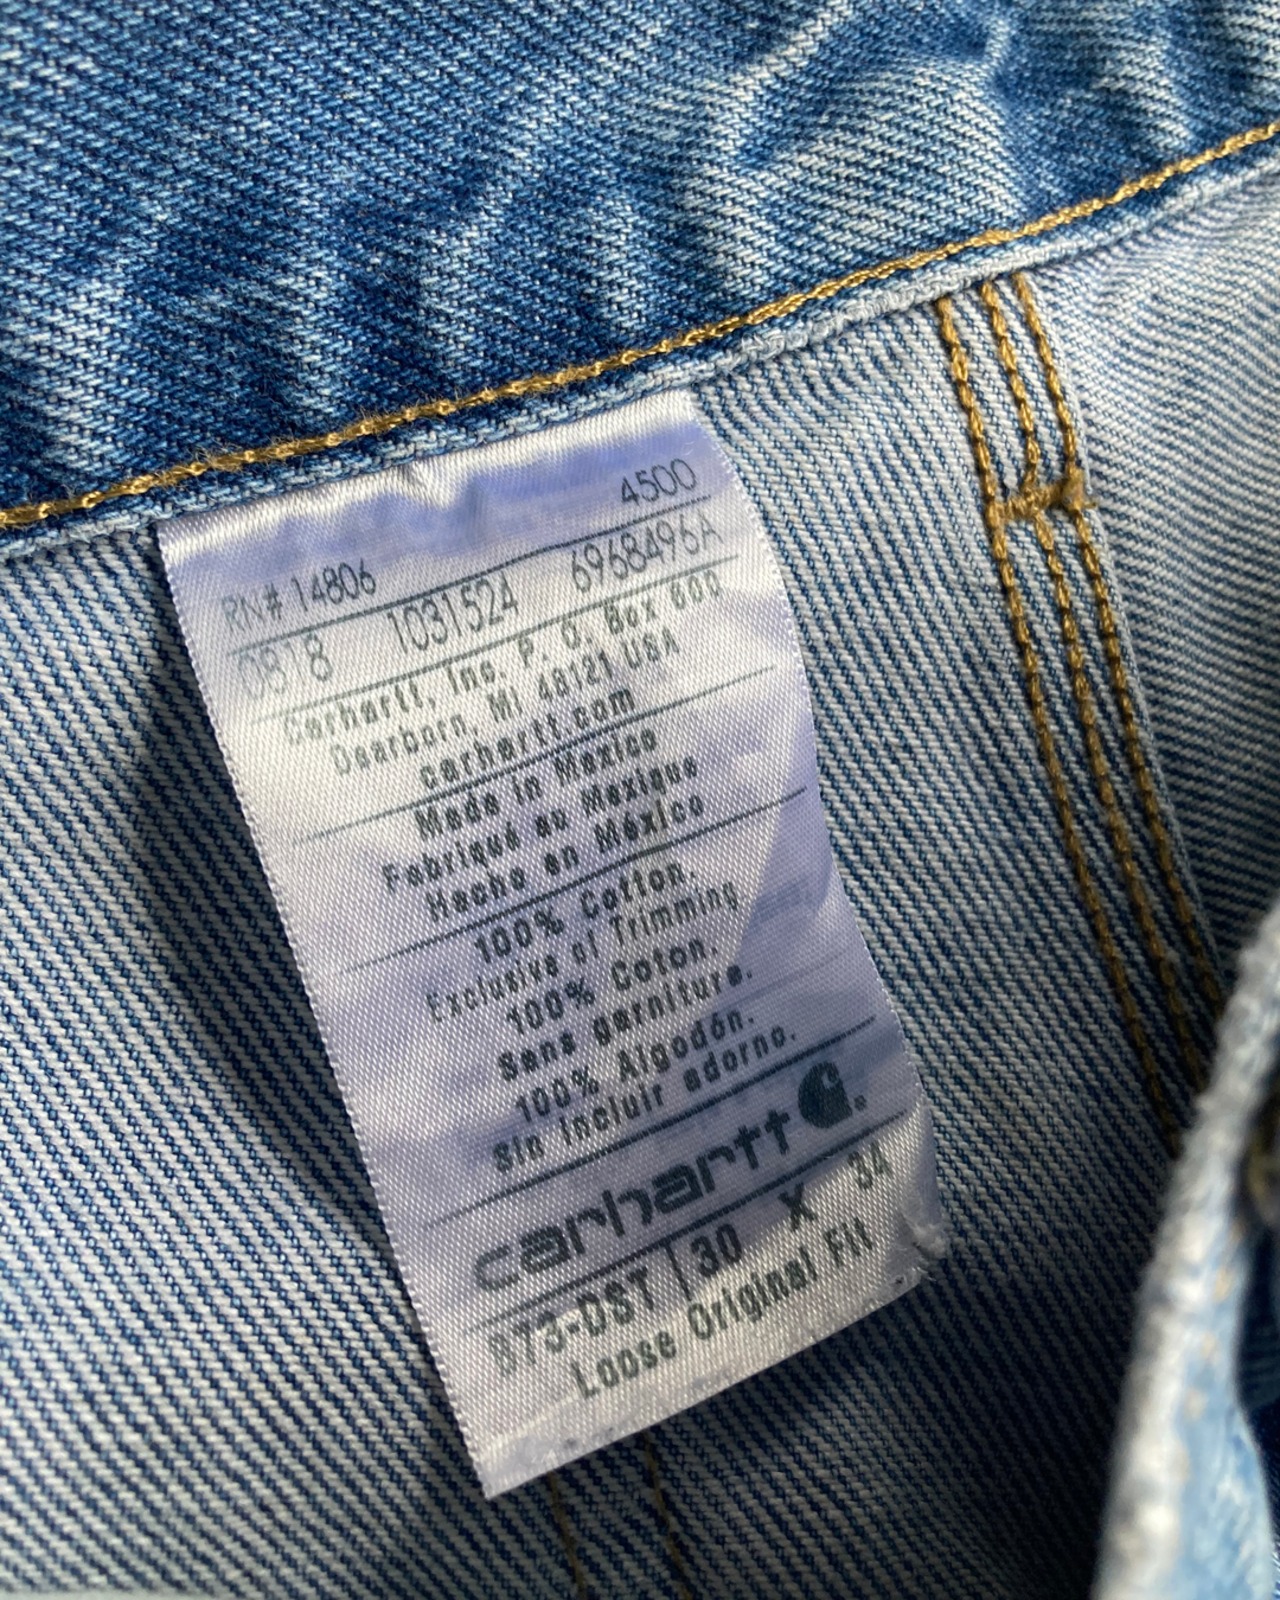 4500
RN# 14806
0818 1031524 6968496A
Carhartt, Inc. P. O. Box 600
Dearborn, MI 48121 USA
carhartt.com
Made in Mexico
Fabriqué au Mexique
Hecho en México
100% Cotton.
Exclusive of Trimming
100% Coton.
Sans garniture.
100% Algodón.
Sin incluir adorno.
carhartt
B73-DST | 30 X 34
Loose Original Fit